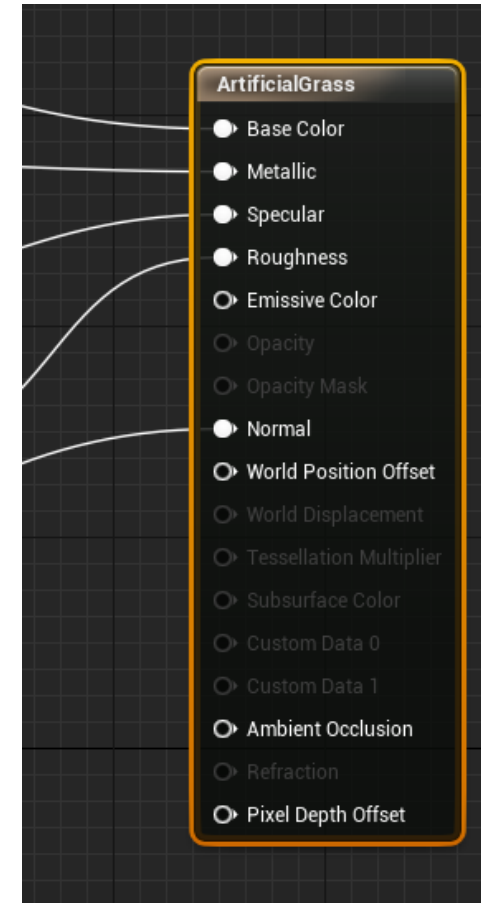 ArtificialGrass
Base Color
Metallic
Specular
Roughness
Emissive Color
Opacity
Opacity Mask
Normal
World Position Offset
World Displacement
Tessellation Multiplier
Subsurface Color
Custom Data 0
Custom Data 1
Ambient Occlusion
Refraction
Pixel Depth Offset